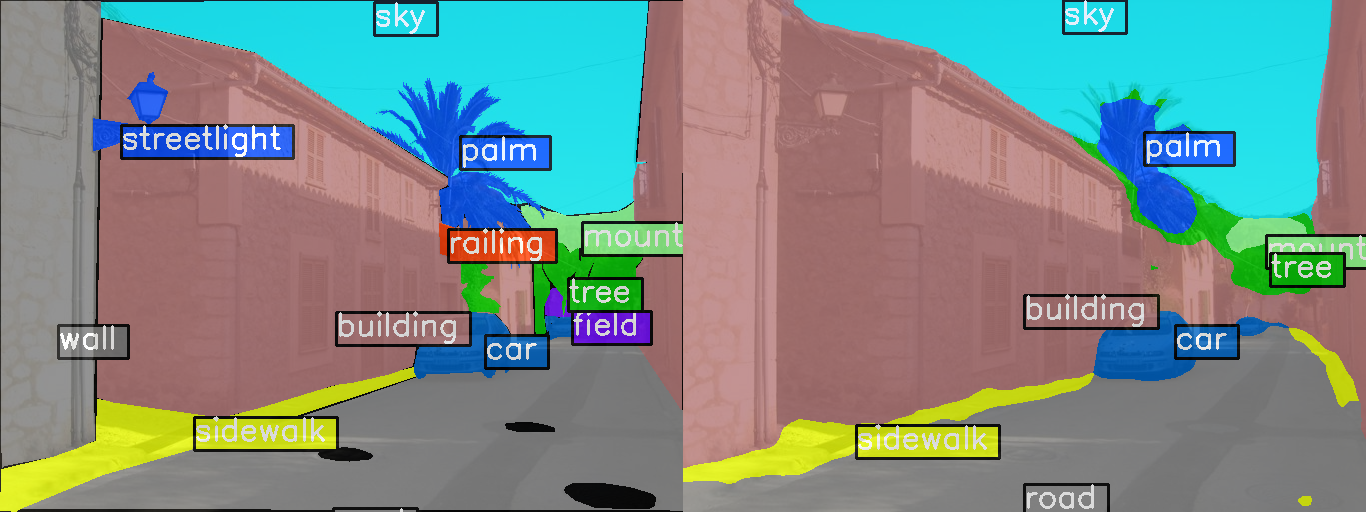 sky
streetlight
palm
railing
mount
tree
field
building
car
wall
sidewalk
sky
palm
mount
tree
building
car
sidewalk
road